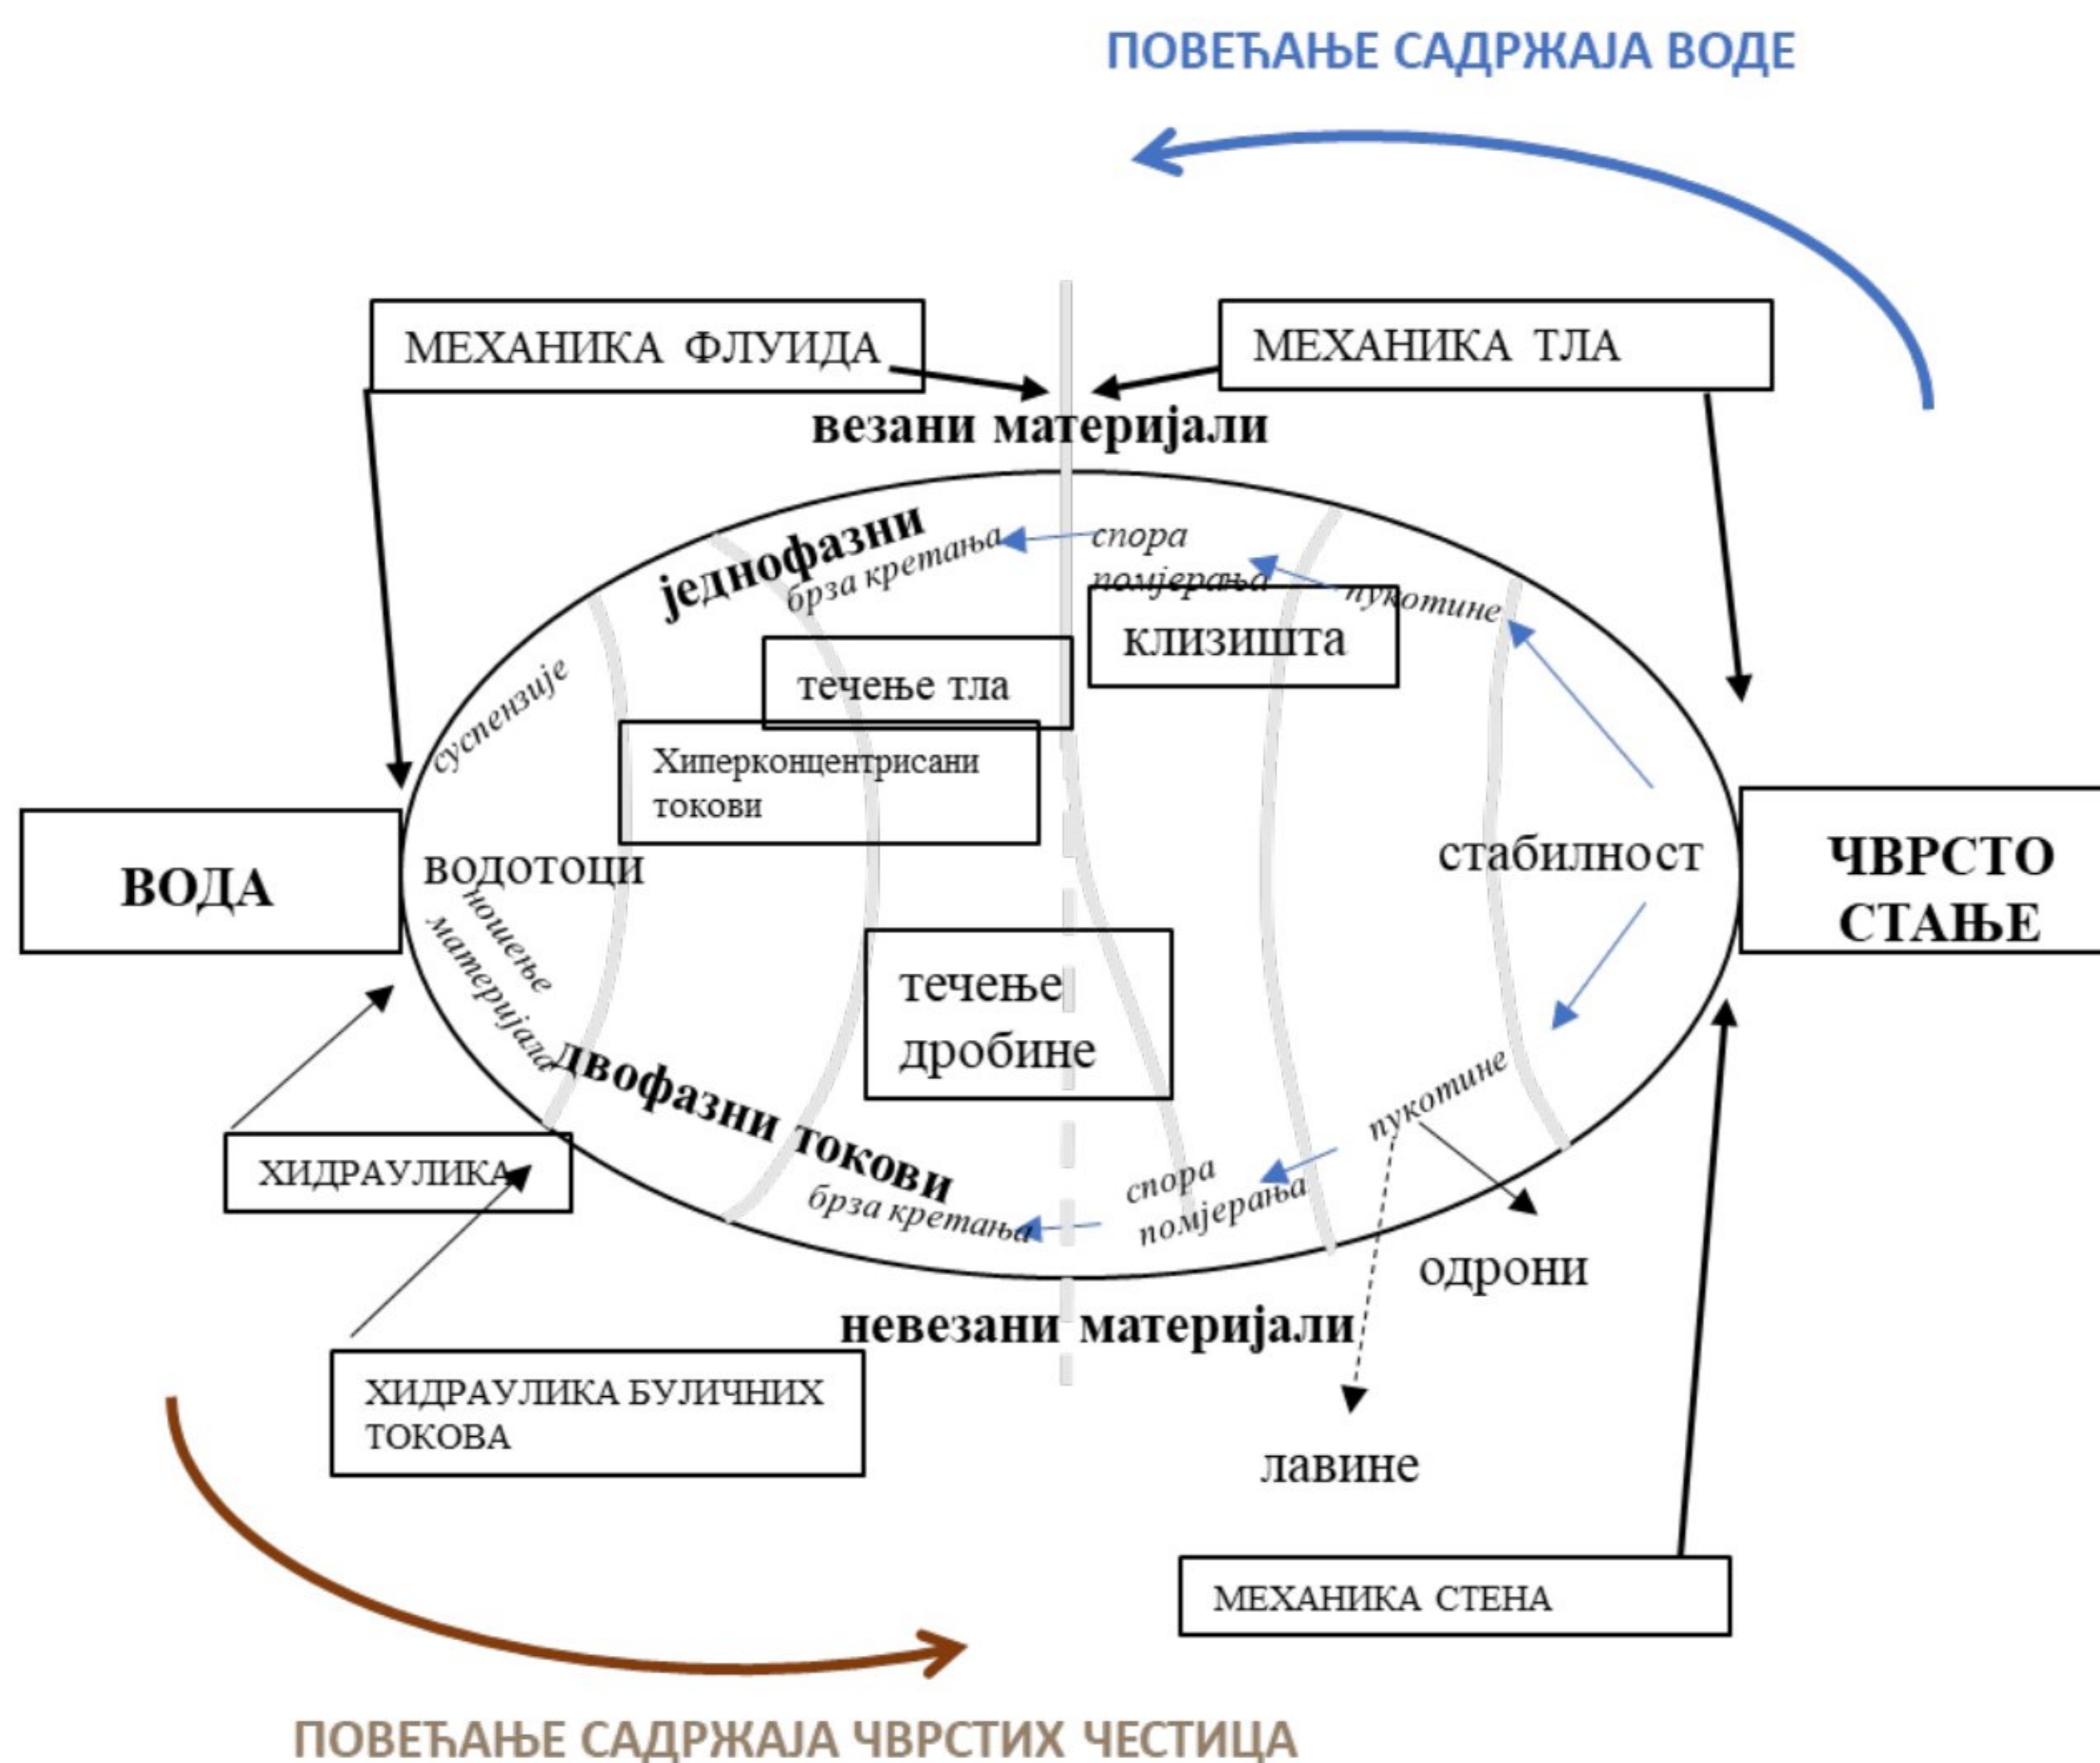 ПОВЕЋАЊЕ САДРЖАЈА ВОДЕ
МЕХАНИКА ФЛУИДА
МЕХАНИКА ТЛА
везани материјали
једнофазни
брза кретања
спора
помјерања
пукотине
клизишта
течење тла
суспензије
Хиперконцентрисани
токови
водотоци
стабилност
ВОДА
ЧВРСТО
СТАЊЕ
ношење
материјала
течење
дробине
двофазни токови
брза кретања
спора
помјерања
пукотине
ХИДРАУЛИКА
одрони
невезани материјали
ХИДРАУЛИКА БУЈИЧНИХ
ТОКОВА
лавине
МЕХАНИКА СТЕНА
ПОВЕЋАЊЕ САДРЖАЈА ЧВРСТИХ ЧЕСТИЦА